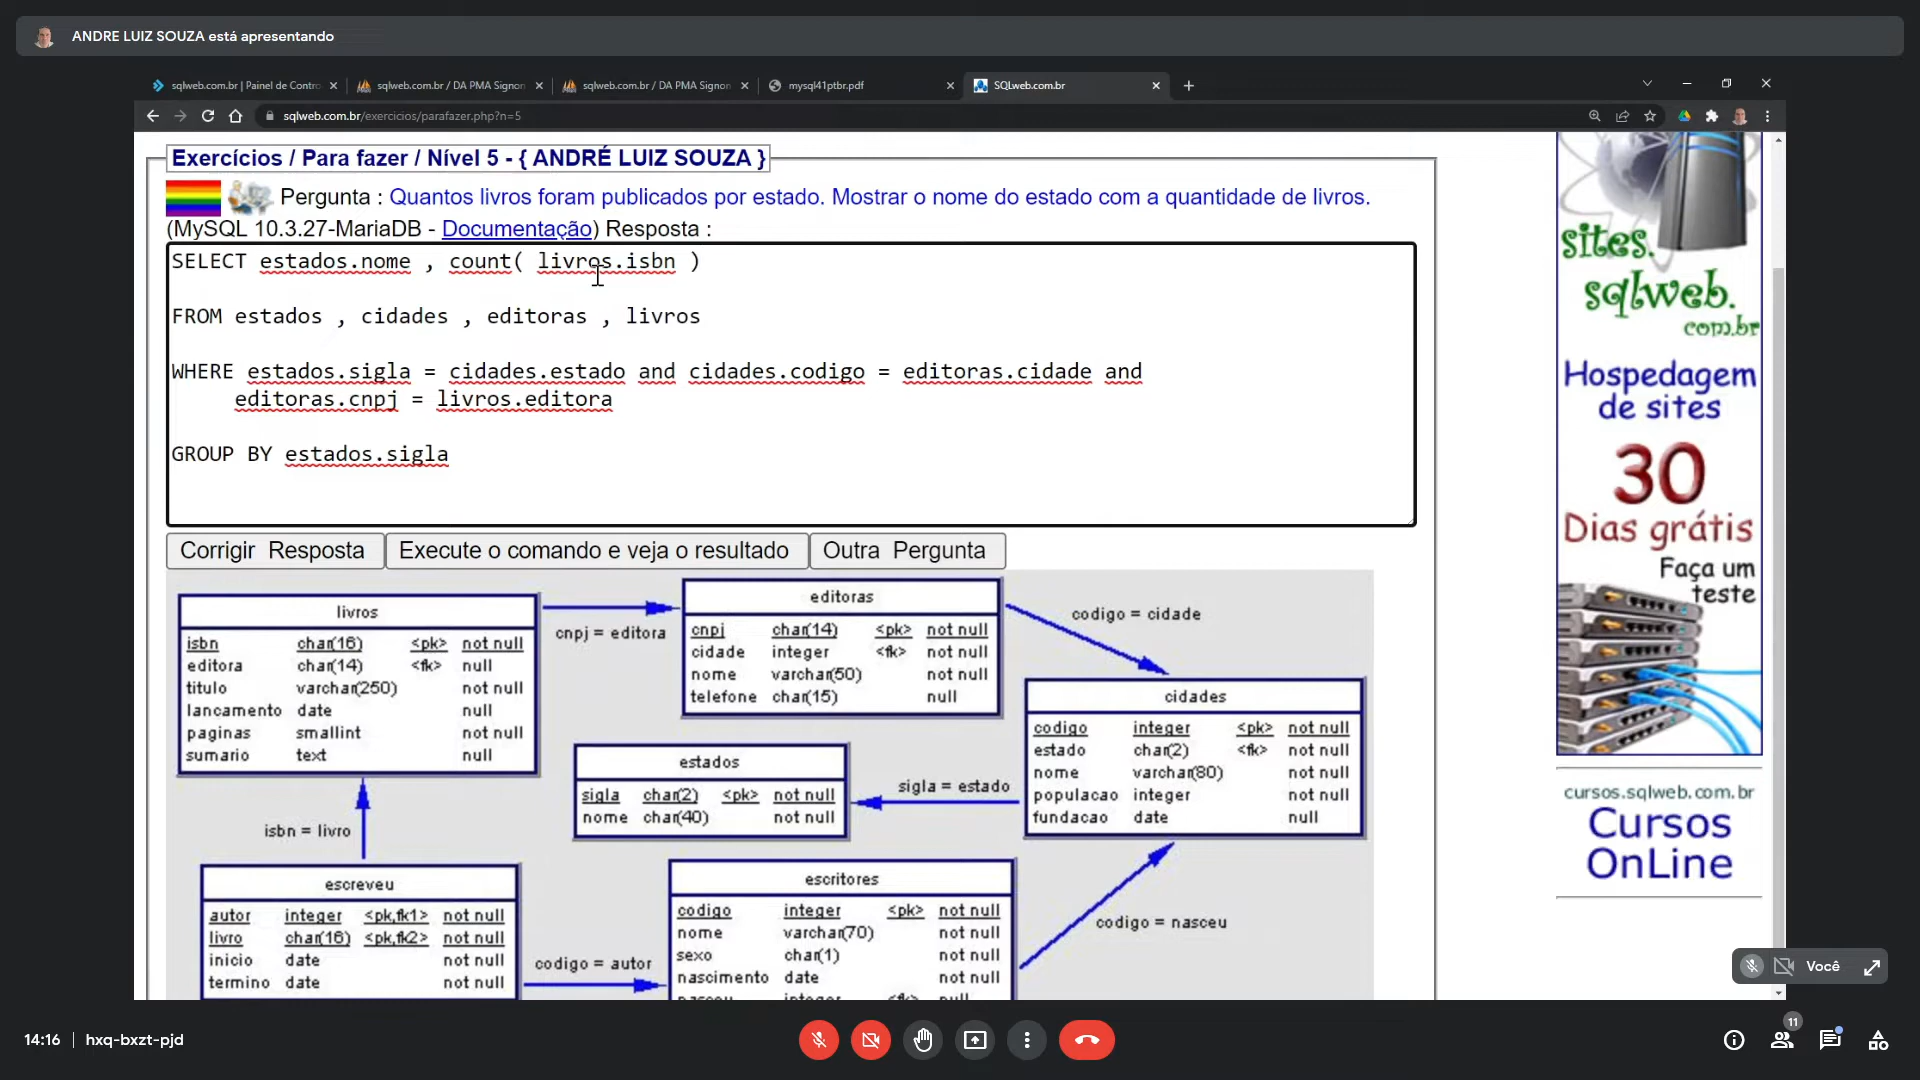 ANDRE LUIZ SOUZA está apresentando
sqlweb.com.br | Painel de Contro
sqlweb.com.br / DA PMA Signon
sqlweb.com.br / DA PMA Signon
mysql41ptbr.pdf
SQLweb.com.br
sqlweb.com.br/exercicios/parafazer.php?n=5
Exercícios / Para fazer / Nível 5 - { ANDRÉ LUIZ SOUZA }
Pergunta : Quantos livros foram publicados por estado. Mostrar o nome do estado com a quantidade de livros.
(MySQL 10.3.27-MariaDB - Documentação) Resposta :
SELECT estados.nome , count( livros.isbn )
FROM estados , cidades , editoras , livros
WHERE estados.sigla = cidades.estado and cidades.codigo = editoras.cidade and
editoras.cnpj = livros.editora
GROUP BY estados.sigla
Corrigir Resposta
Execute o comando e veja o resultado
Outra Pergunta
livros
isbn char(16) <pk> not null
editora char(14) <fk> null
titulo varchar(250) not null
lancamento date null
paginas smallint not null
sumario text null
cnpj = editora
editoras
cnpj char(14) <pk> not null
cidade integer <fk> not null
nome varchar(50) not null
telefone char(15) null
codigo = cidade
cidades
codigo integer <pk> not null
estado char(2) <fk> not null
nome varchar(80) not null
populacao integer not null
fundacao date null
estados
sigla char(2) <pk> not null
nome char(40) not null
sigla = estado
isbn = livro
escreveu
autor integer <pk,fk1> not null
livro char(16) <pk,fk2> not null
inicio date not null
termino date not null
codigo = autor
escritores
codigo integer <pk> not null
nome varchar(70) not null
sexo char(1) not null
nascimento date not null
nasceu integer <fk> null
codigo = nasceu
sites.
sqlweb.
com.br
Hospedagem
de sites
30
Dias grátis
Faça um
teste
cursos.sqlweb.com.br
Cursos
OnLine
Você
14:16 | hxq-bxzt-pjd
11